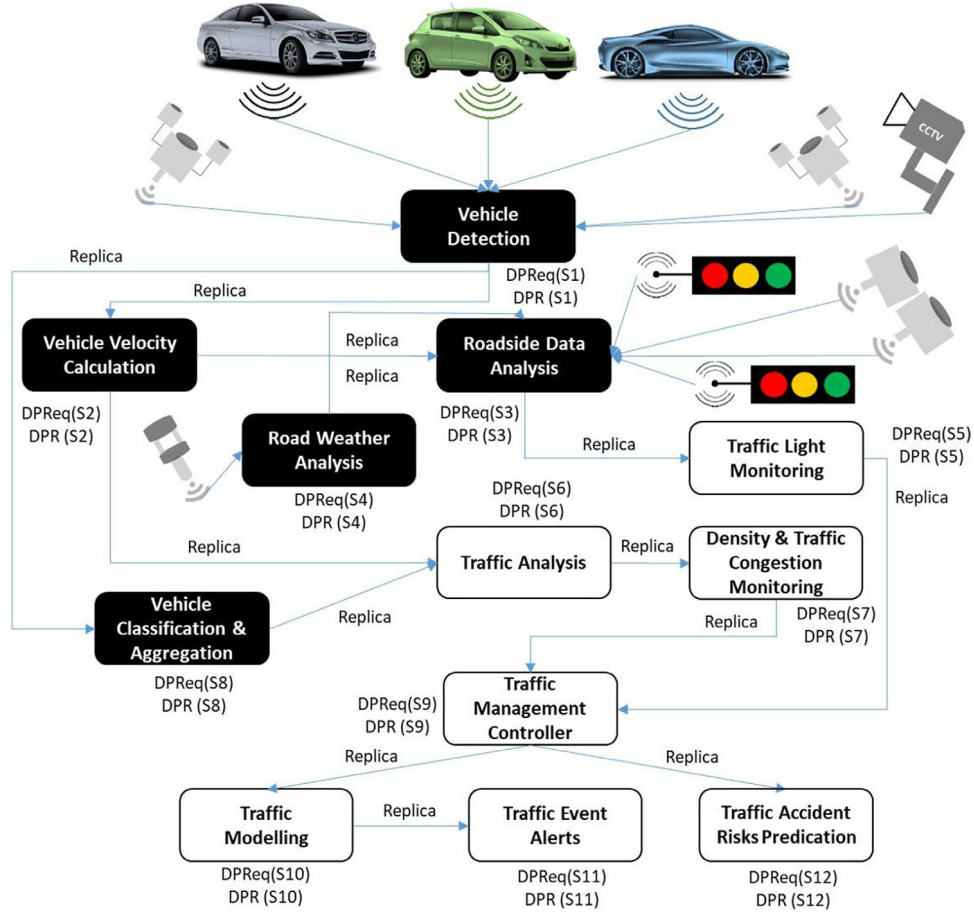 CCTV
Vehicle
Detection
Replica
DPReq(S1)
DPR (S1)
Replica
Vehicle Velocity
Calculation
Replica
Replica
Roadside Data
Analysis
DPReq(S2)
DPR (S2)
DPReq(S3)
DPR (S3)
Road Weather
Analysis
Replica
Traffic Light
Monitoring
DPReq(S5)
DPR (S5)
Replica
DPReq(S4)
DPR (S4)
DPReq(S6)
DPR (S6)
Replica
Traffic Analysis
Replica
Density & Traffic
Congestion
Monitoring
Vehicle
Classification &
Aggregation
Replica
Replica
DPReq(S7)
DPR (S7)
DPReq(S8)
DPR (S8)
DPReq(S9)
DPR (S9)
Traffic
Management
Controller
Replica
Replica
Traffic
Modelling
Replica
Traffic Event
Alerts
Traffic Accident
Risks Predication
DPReq(S10)
DPR (S10)
DPReq(S11)
DPR (S11)
DPReq(S12)
DPR (S12)